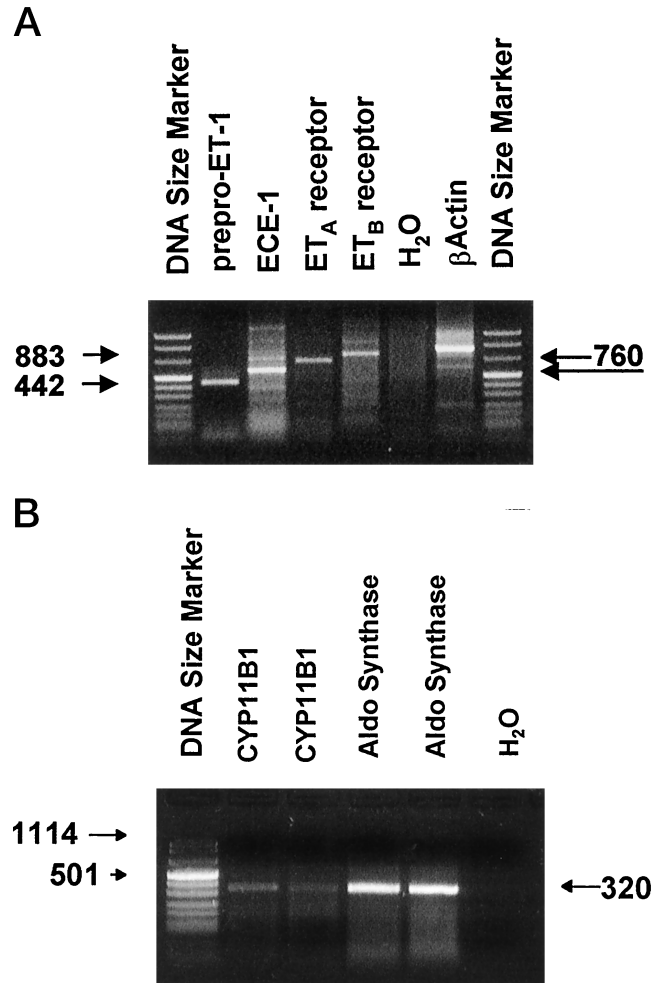 A
DNA Size Marker
prepro-ET-1
ECE-1
ETA receptor
ETB receptor
H2O
βActin
DNA Size Marker
883
442
760
B
DNA Size Marker
CYP11B1
CYP11B1
Aldo Synthase
Aldo Synthase
H2O
1114
501
320